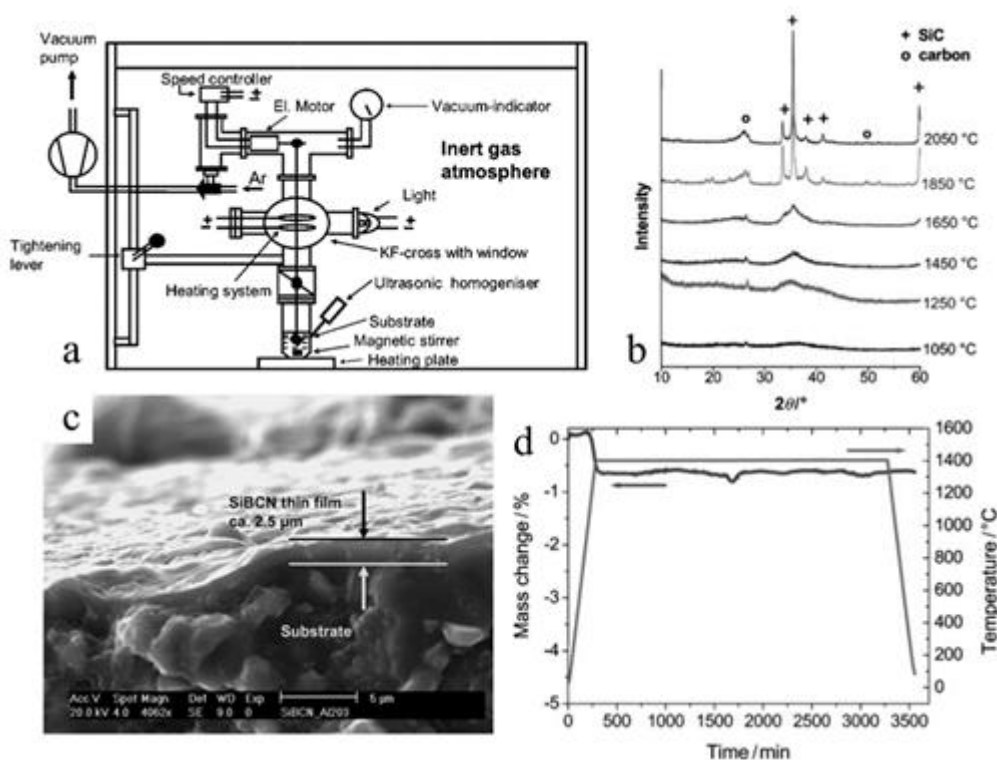 Vacuum
pump
Speed controller
El. Motor
Vacuum-indicator
Inert gas
atmosphere
Ar
Light
Tightening
lever
KF-cross with window
Heating system
Ultrasonic homogeniser
Substrate
Magnetic stirrer
Heating plate
a
+ SiC
o carbon
2050 °C
1850 °C
1650 °C
1450 °C
1250 °C
1050 °C
Intensity
b
10 20 30 40 50 60
2θ/°
c
SiBCN thin film
ca. 2.5 µm
Substrate
Acc.V Spot Magn Det WD Exp
20.0 kV 4.0 4062x SE 9.0 0 SiBCN_Al2O3
5 µm
d
Mass change / %
0
-1
-2
-3
-4
-5
1600
1400
1200
1000
800
600
400
200
0
Temperature / °C
0 500 1000 1500 2000 2500 3000 3500
Time / min